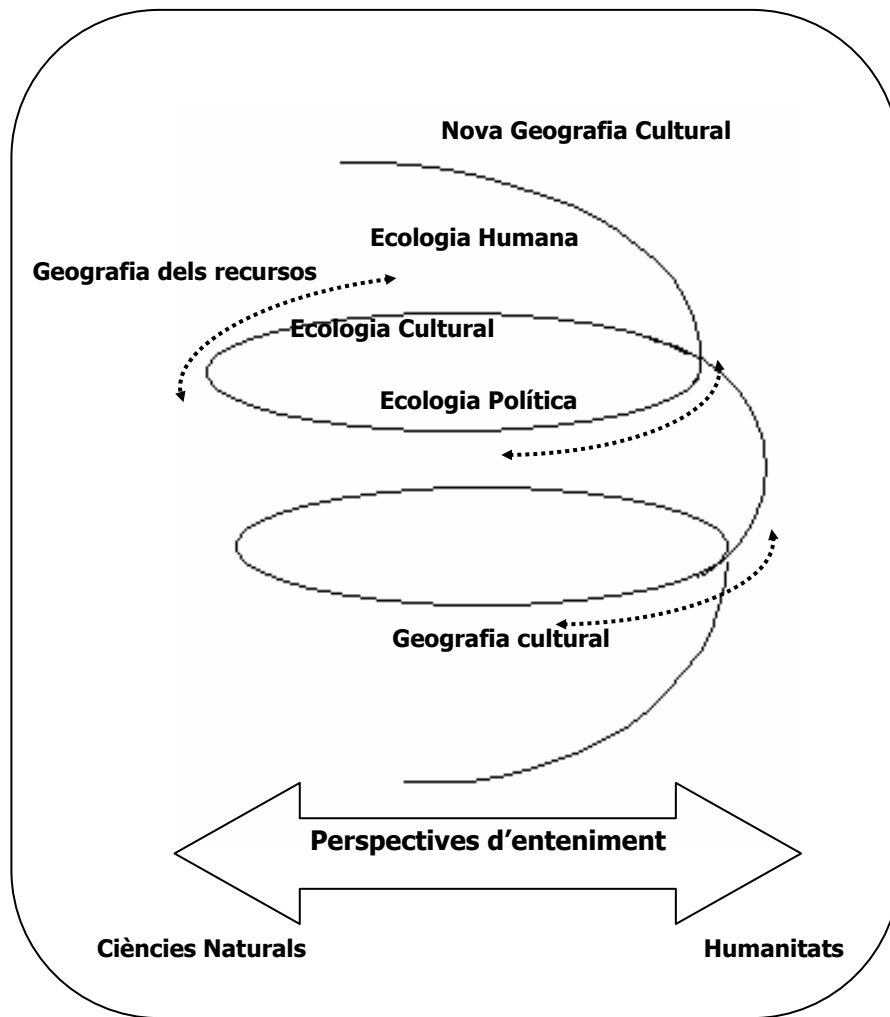 Nova Geografia Cultural
Ecologia Humana
Geografia dels recursos
Ecologia Cultural
Ecologia Política
Geografia cultural
Perspectives d’enteniment
Ciències Naturals
Humanitats